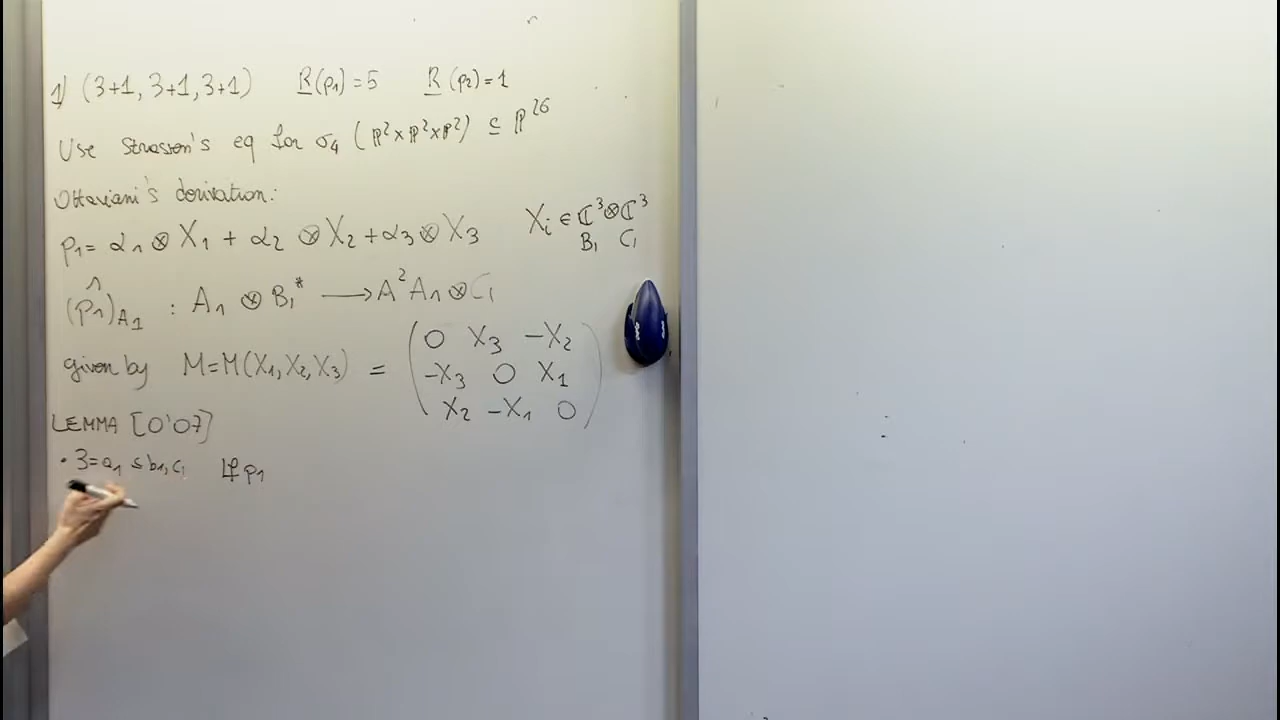 1) (3+1, 3+1, 3+1) R(p₁)=5 R(p₂)=1
Use Strassen's eq for σ₄ (ℙ²×ℙ²×ℙ²) ⊆ ℙ²⁶
Ottaviani's derivation:
p₁= α₁ ⊗ X₁ + α₂ ⊗ X₂ + α₃ ⊗ X₃ Xᵢ ∈ ℂ³⊗ℂ³
B₁ C₁
(p₁)^_A₁ : A₁ ⊗ B₁* → Λ²A₁ ⊗ C₁
given by M=M(X₁,X₂,X₃) = ( 0 X₃ -X₂
-X₃ 0 X₁
X₂ -X₁ 0 )
LEMMA [O'07]
• 3=a₁ ≤ b₁,c₁ If p₁